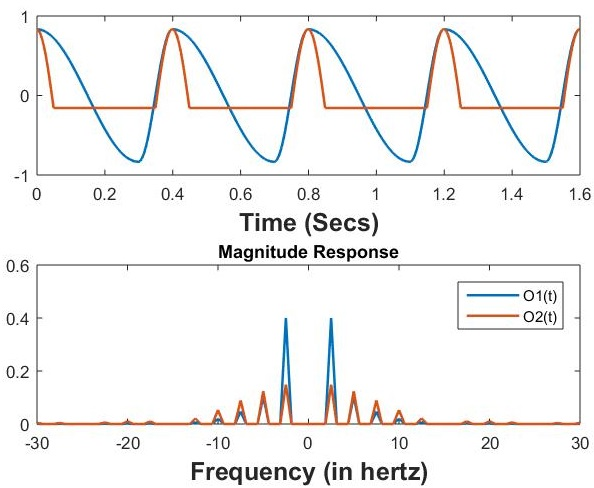 1
0
-1
0 0.2 0.4 0.6 0.8 1 1.2 1.4 1.6
Time (Secs)
Magnitude Response
0.6
0.4
0.2
0
O1(t)
O2(t)
-30 -20 -10 0 10 20 30
Frequency (in hertz)